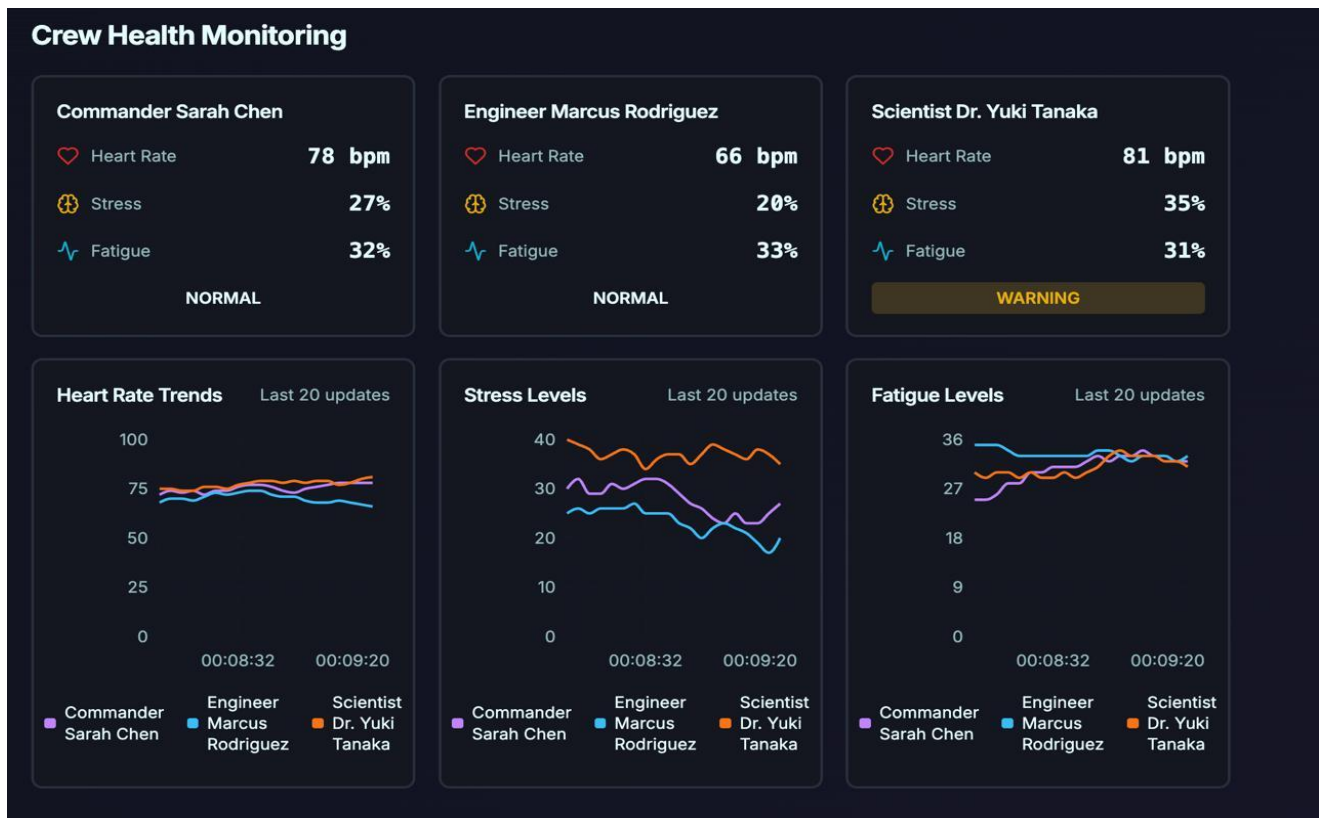 Crew Health Monitoring
Commander Sarah Chen
Heart Rate 78 bpm
Stress 27%
Fatigue 32%
NORMAL
Engineer Marcus Rodriguez
Heart Rate 66 bpm
Stress 20%
Fatigue 33%
NORMAL
Scientist Dr. Yuki Tanaka
Heart Rate 81 bpm
Stress 35%
Fatigue 31%
WARNING
Heart Rate Trends Last 20 updates
100
75
50
25
0
00:08:32 00:09:20
Commander
Sarah Chen
Engineer
Marcus
Rodriguez
Scientist
Dr. Yuki
Tanaka
Stress Levels Last 20 updates
40
30
20
10
0
00:08:32 00:09:20
Commander
Sarah Chen
Engineer
Marcus
Rodriguez
Scientist
Dr. Yuki
Tanaka
Fatigue Levels Last 20 updates
36
27
18
9
0
00:08:32 00:09:20
Commander
Sarah Chen
Engineer
Marcus
Rodriguez
Scientist
Dr. Yuki
Tanaka